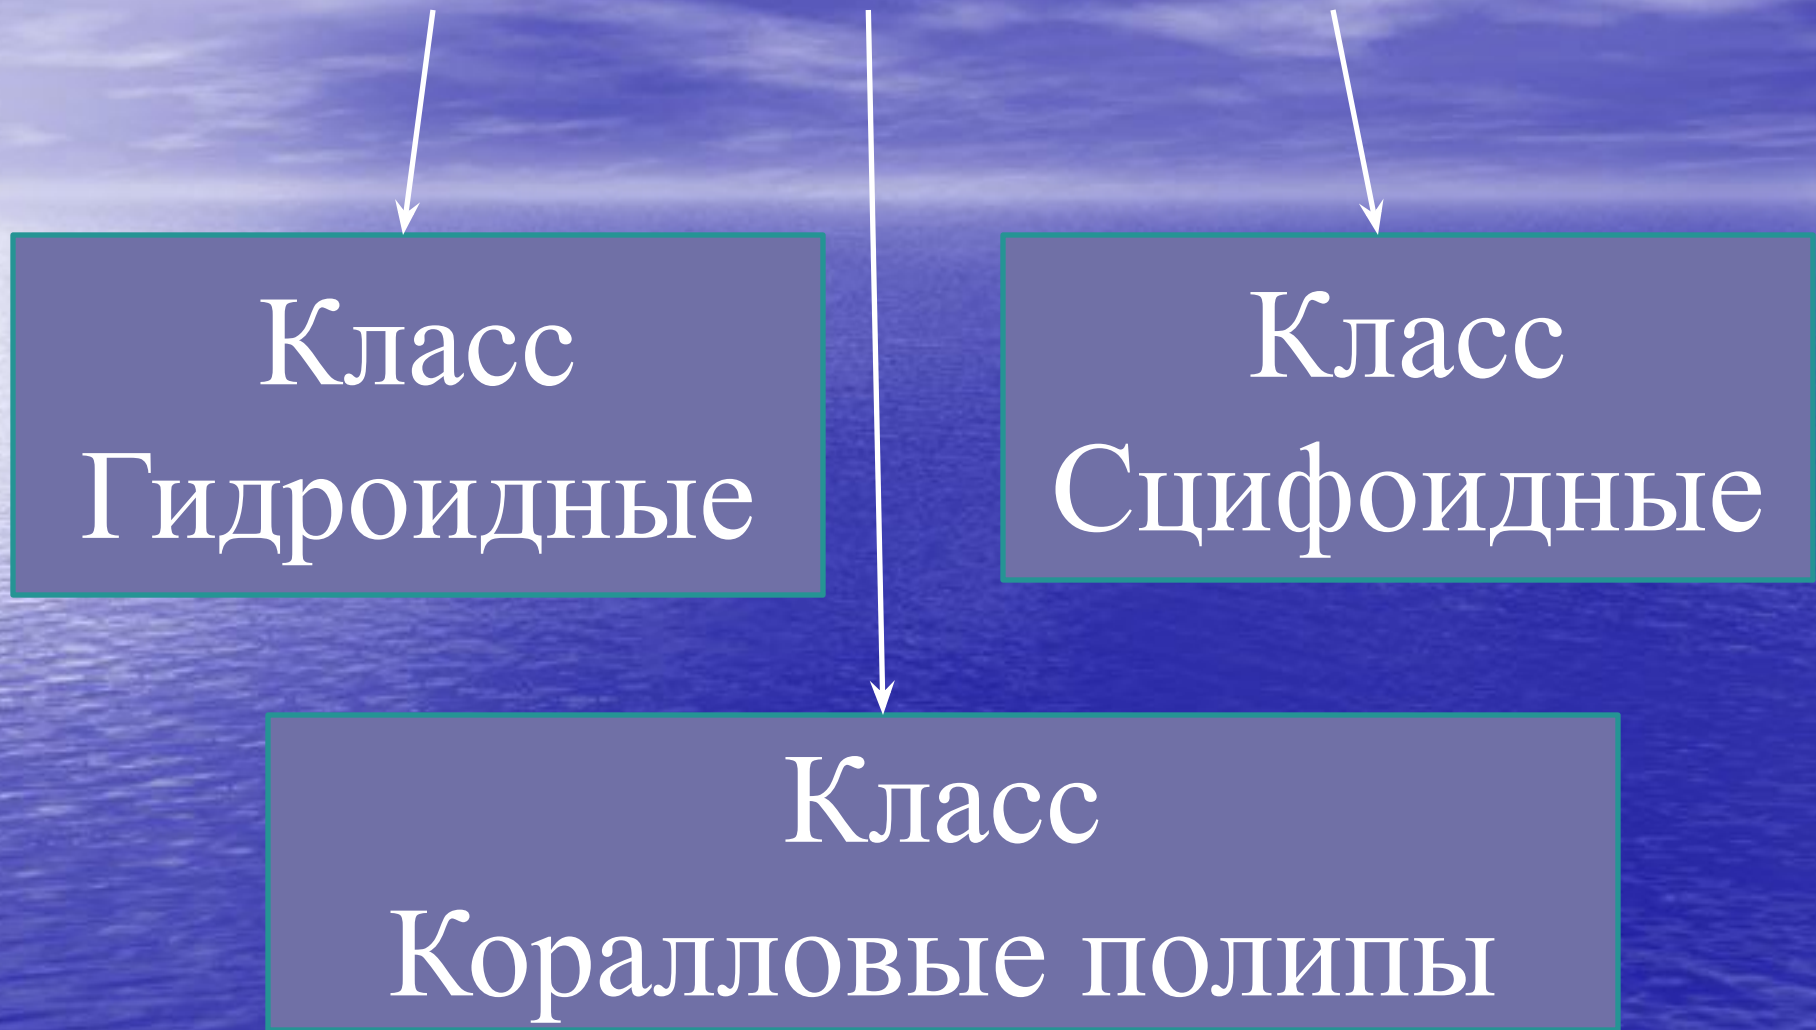 Класс
Гидроидные
Класс
Сцифоидные
Класс
Коралловые полипы